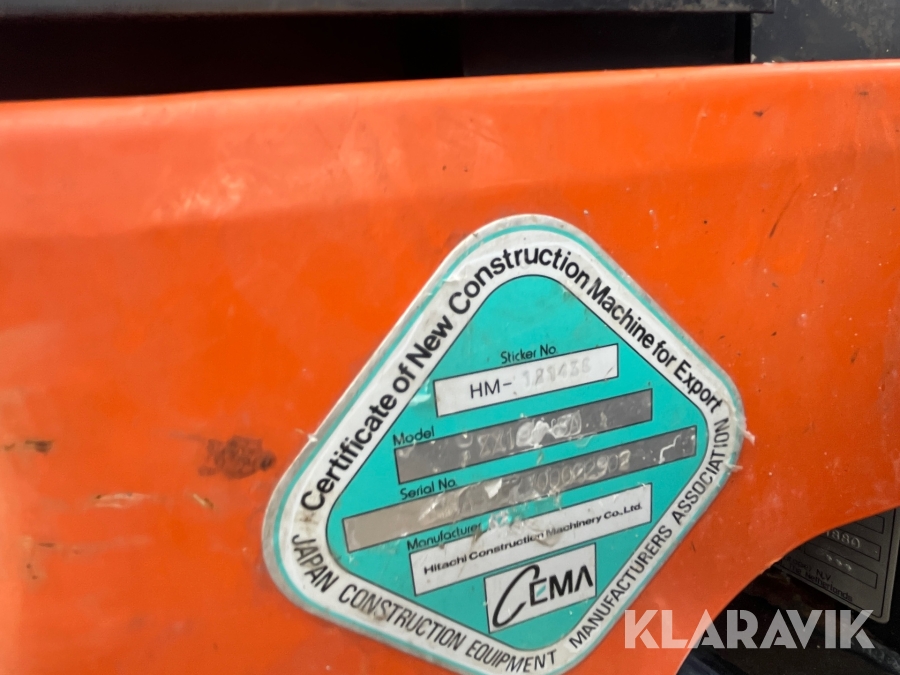 Certificate of New Construction Machine for Export
Sticker No.
HM-
Model
Serial No.
Manufacturer
Hitachi Construction Machinery Co., Ltd.
CEMA
JAPAN CONSTRUCTION EQUIPMENT MANUFACTURERS ASSOCIATION
KLARAVIK